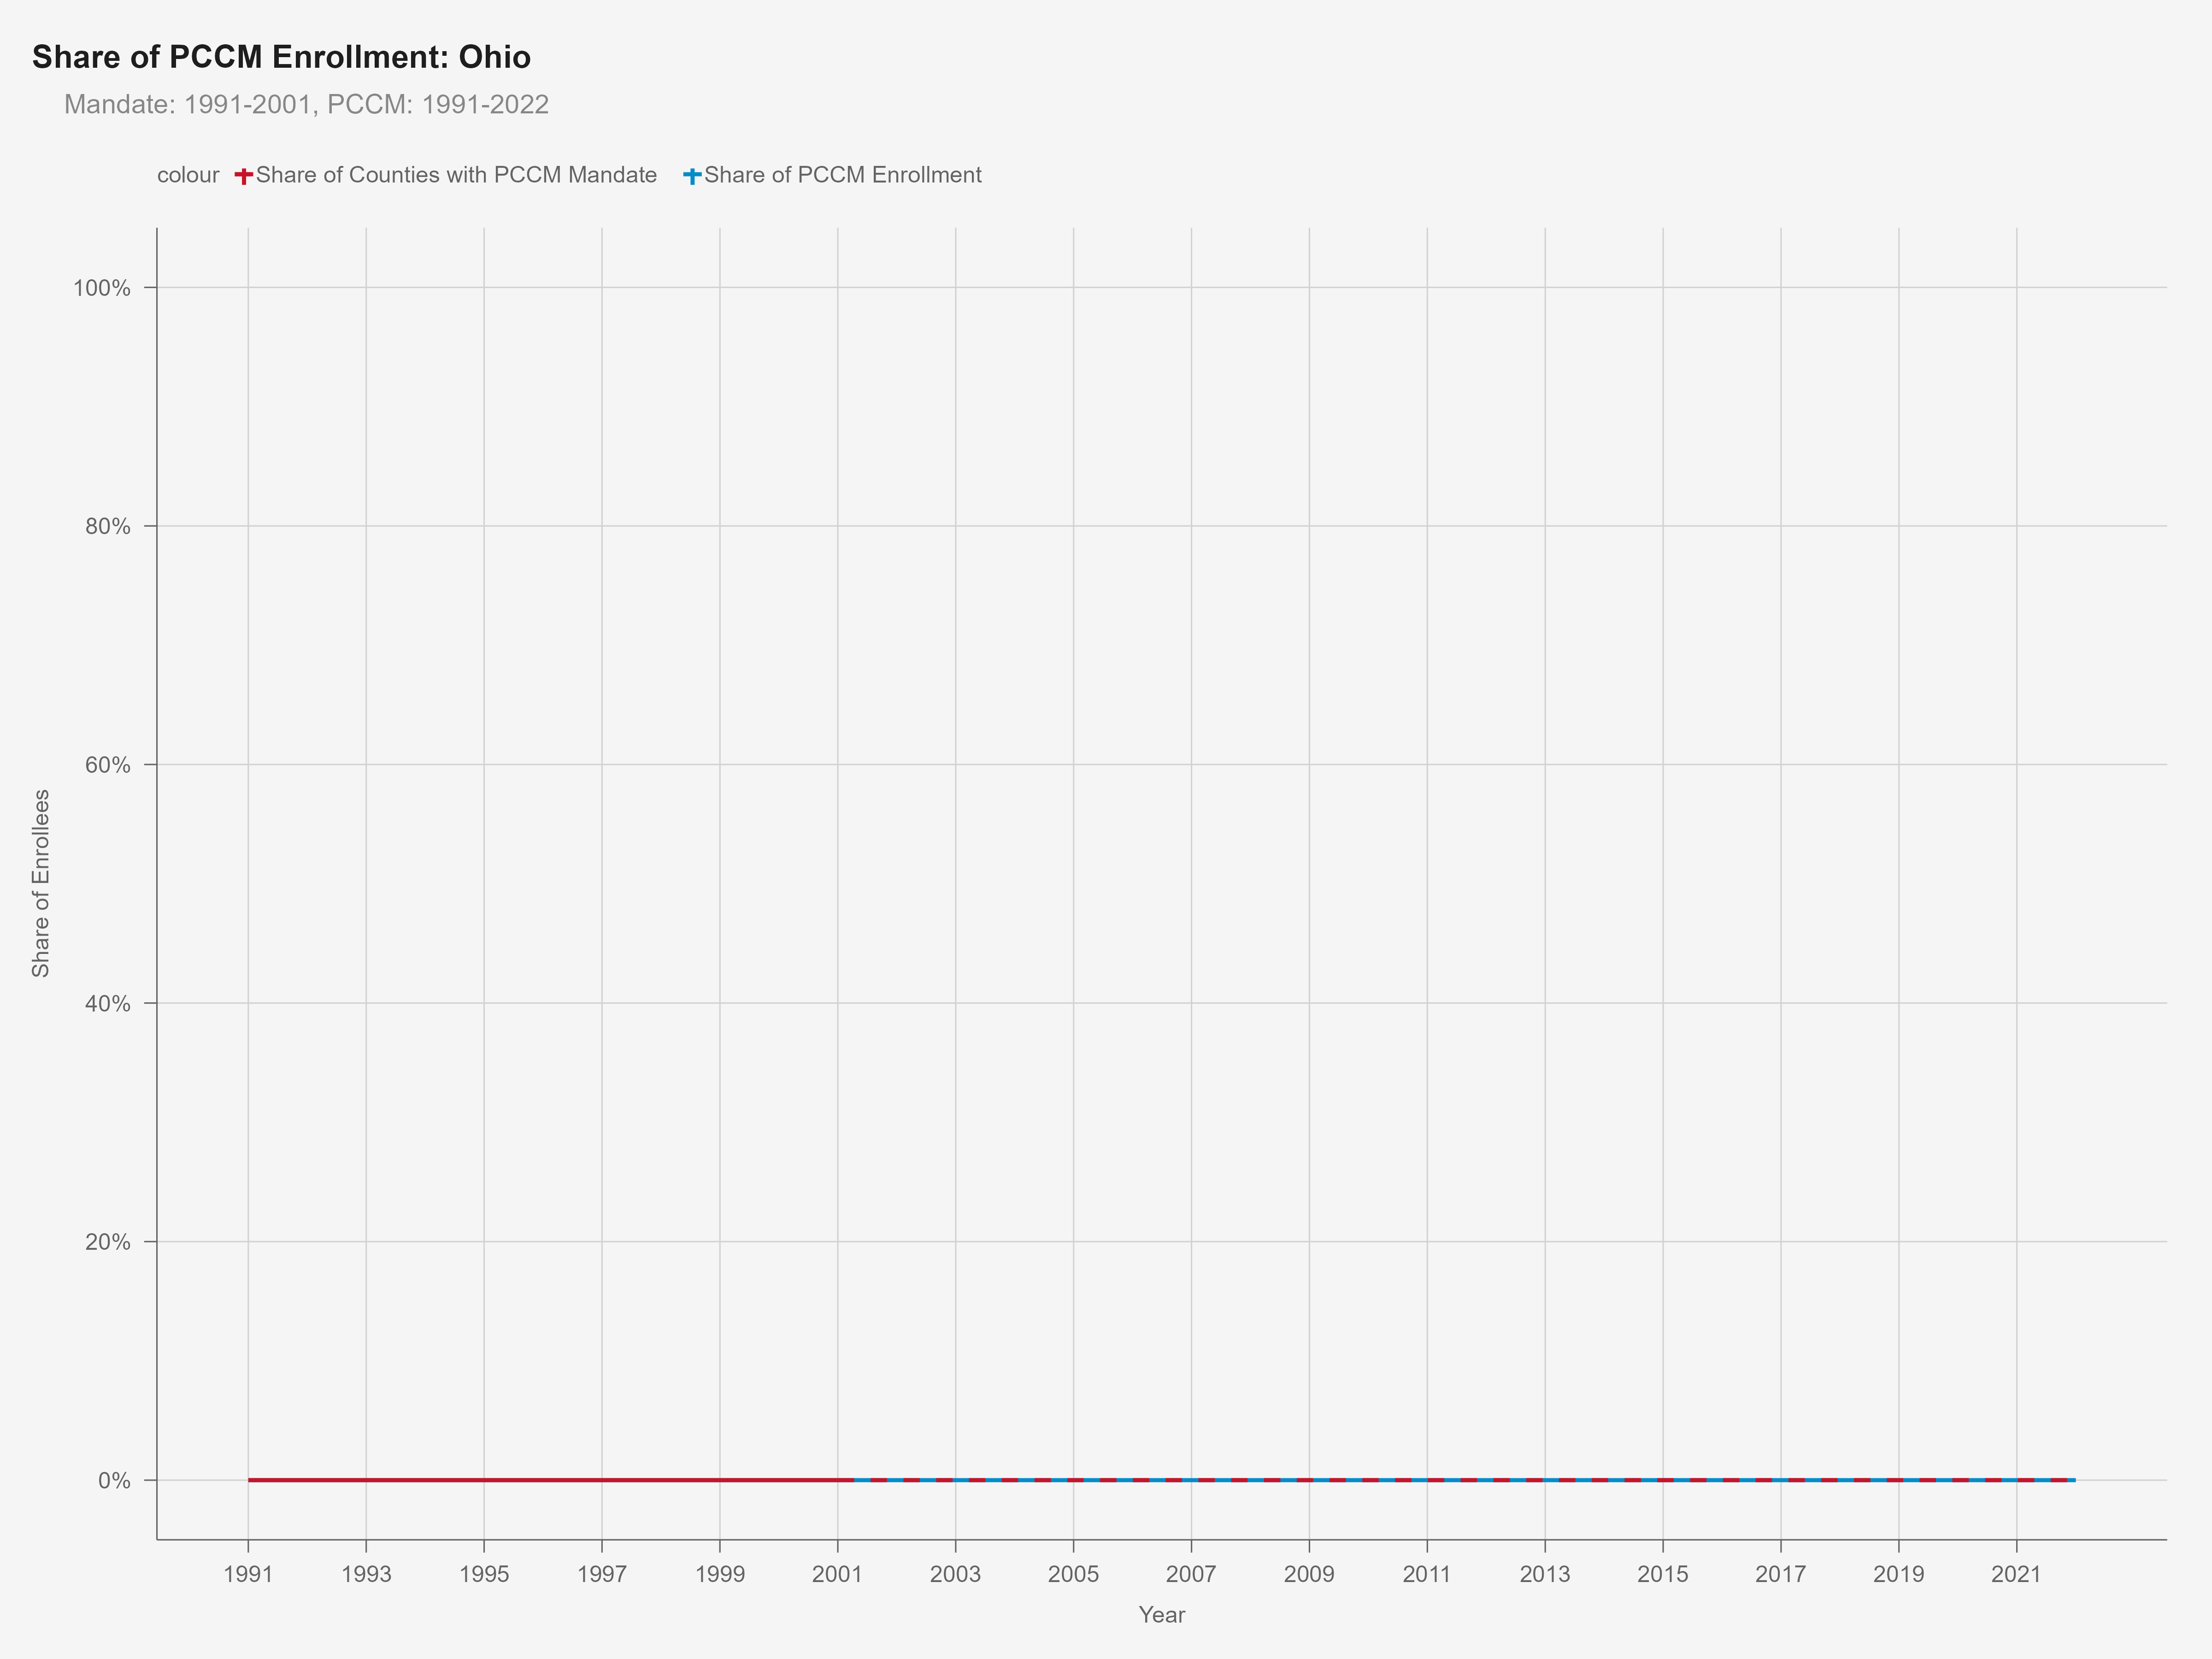 Share of PCCM Enrollment: Ohio
Mandate: 1991-2001, PCCM: 1991-2022
colour Share of Counties with PCCM Mandate Share of PCCM Enrollment
100%
80%
60%
40%
20%
0%
Share of Enrollees
1991 1993 1995 1997 1999 2001 2003 2005 2007 2009 2011 2013 2015 2017 2019 2021
Year